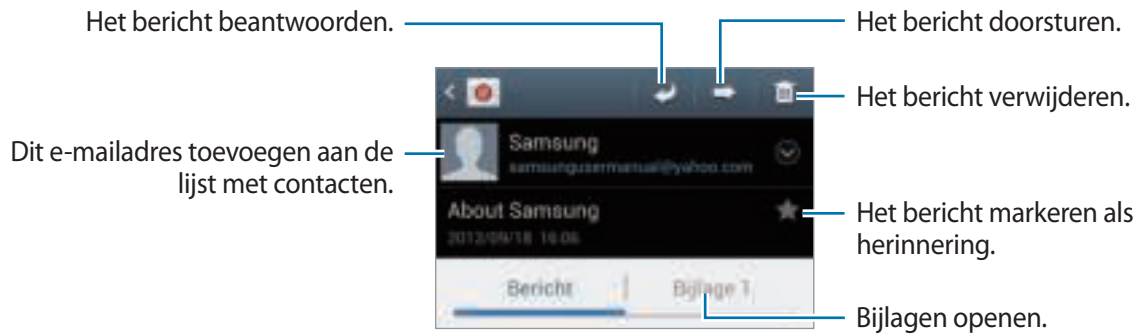 Het bericht beantwoorden.
Het bericht doorsturen.
Het bericht verwijderen.
Dit e-mailadres toevoegen aan de
lijst met contacten.
Samsung
samsungusermanual@yahoo.com
About Samsung
2012/09/18 16:06
Het bericht markeren als
herinnering.
Bericht
Bijlage 1
Bijlagen openen.